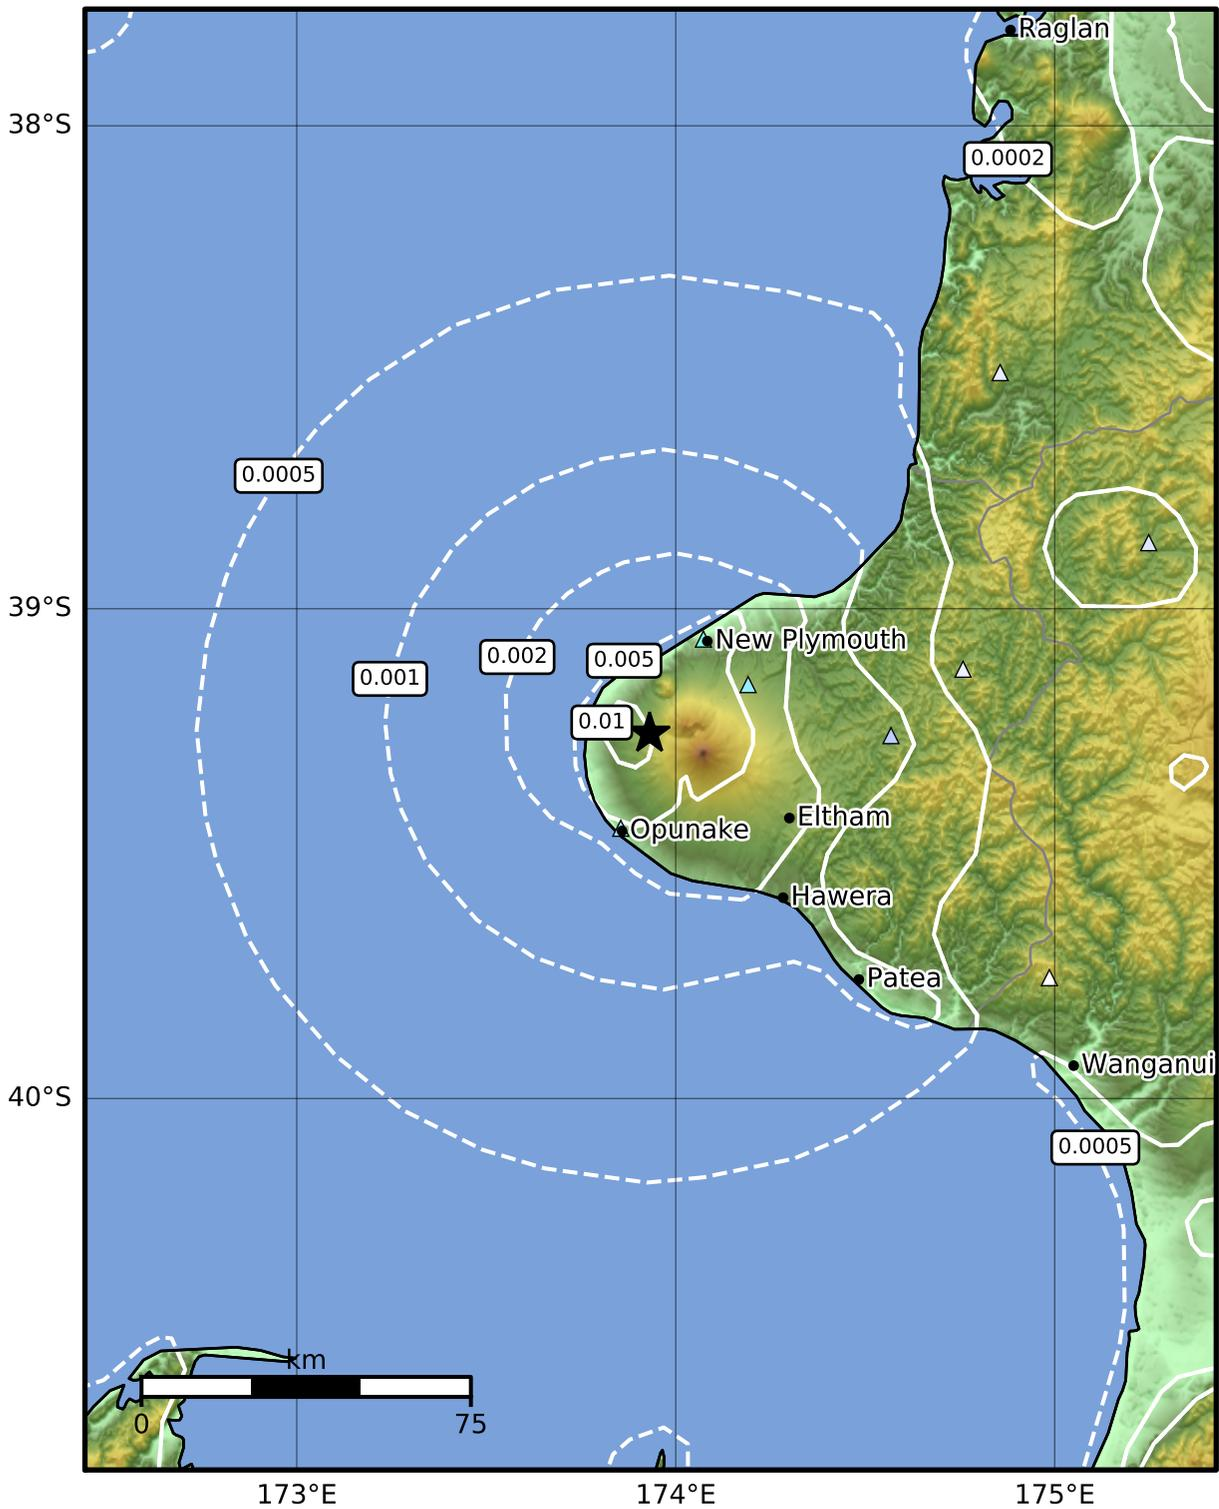 Raglan
38°S
0.0002
0.0005
39°S
New Plymouth
0.002
0.005
0.001
0.01
Eltham
Opunake
Hawera
Patea
Wanganui
40°S
0.0005
km
0 75
173°E 174°E 175°E